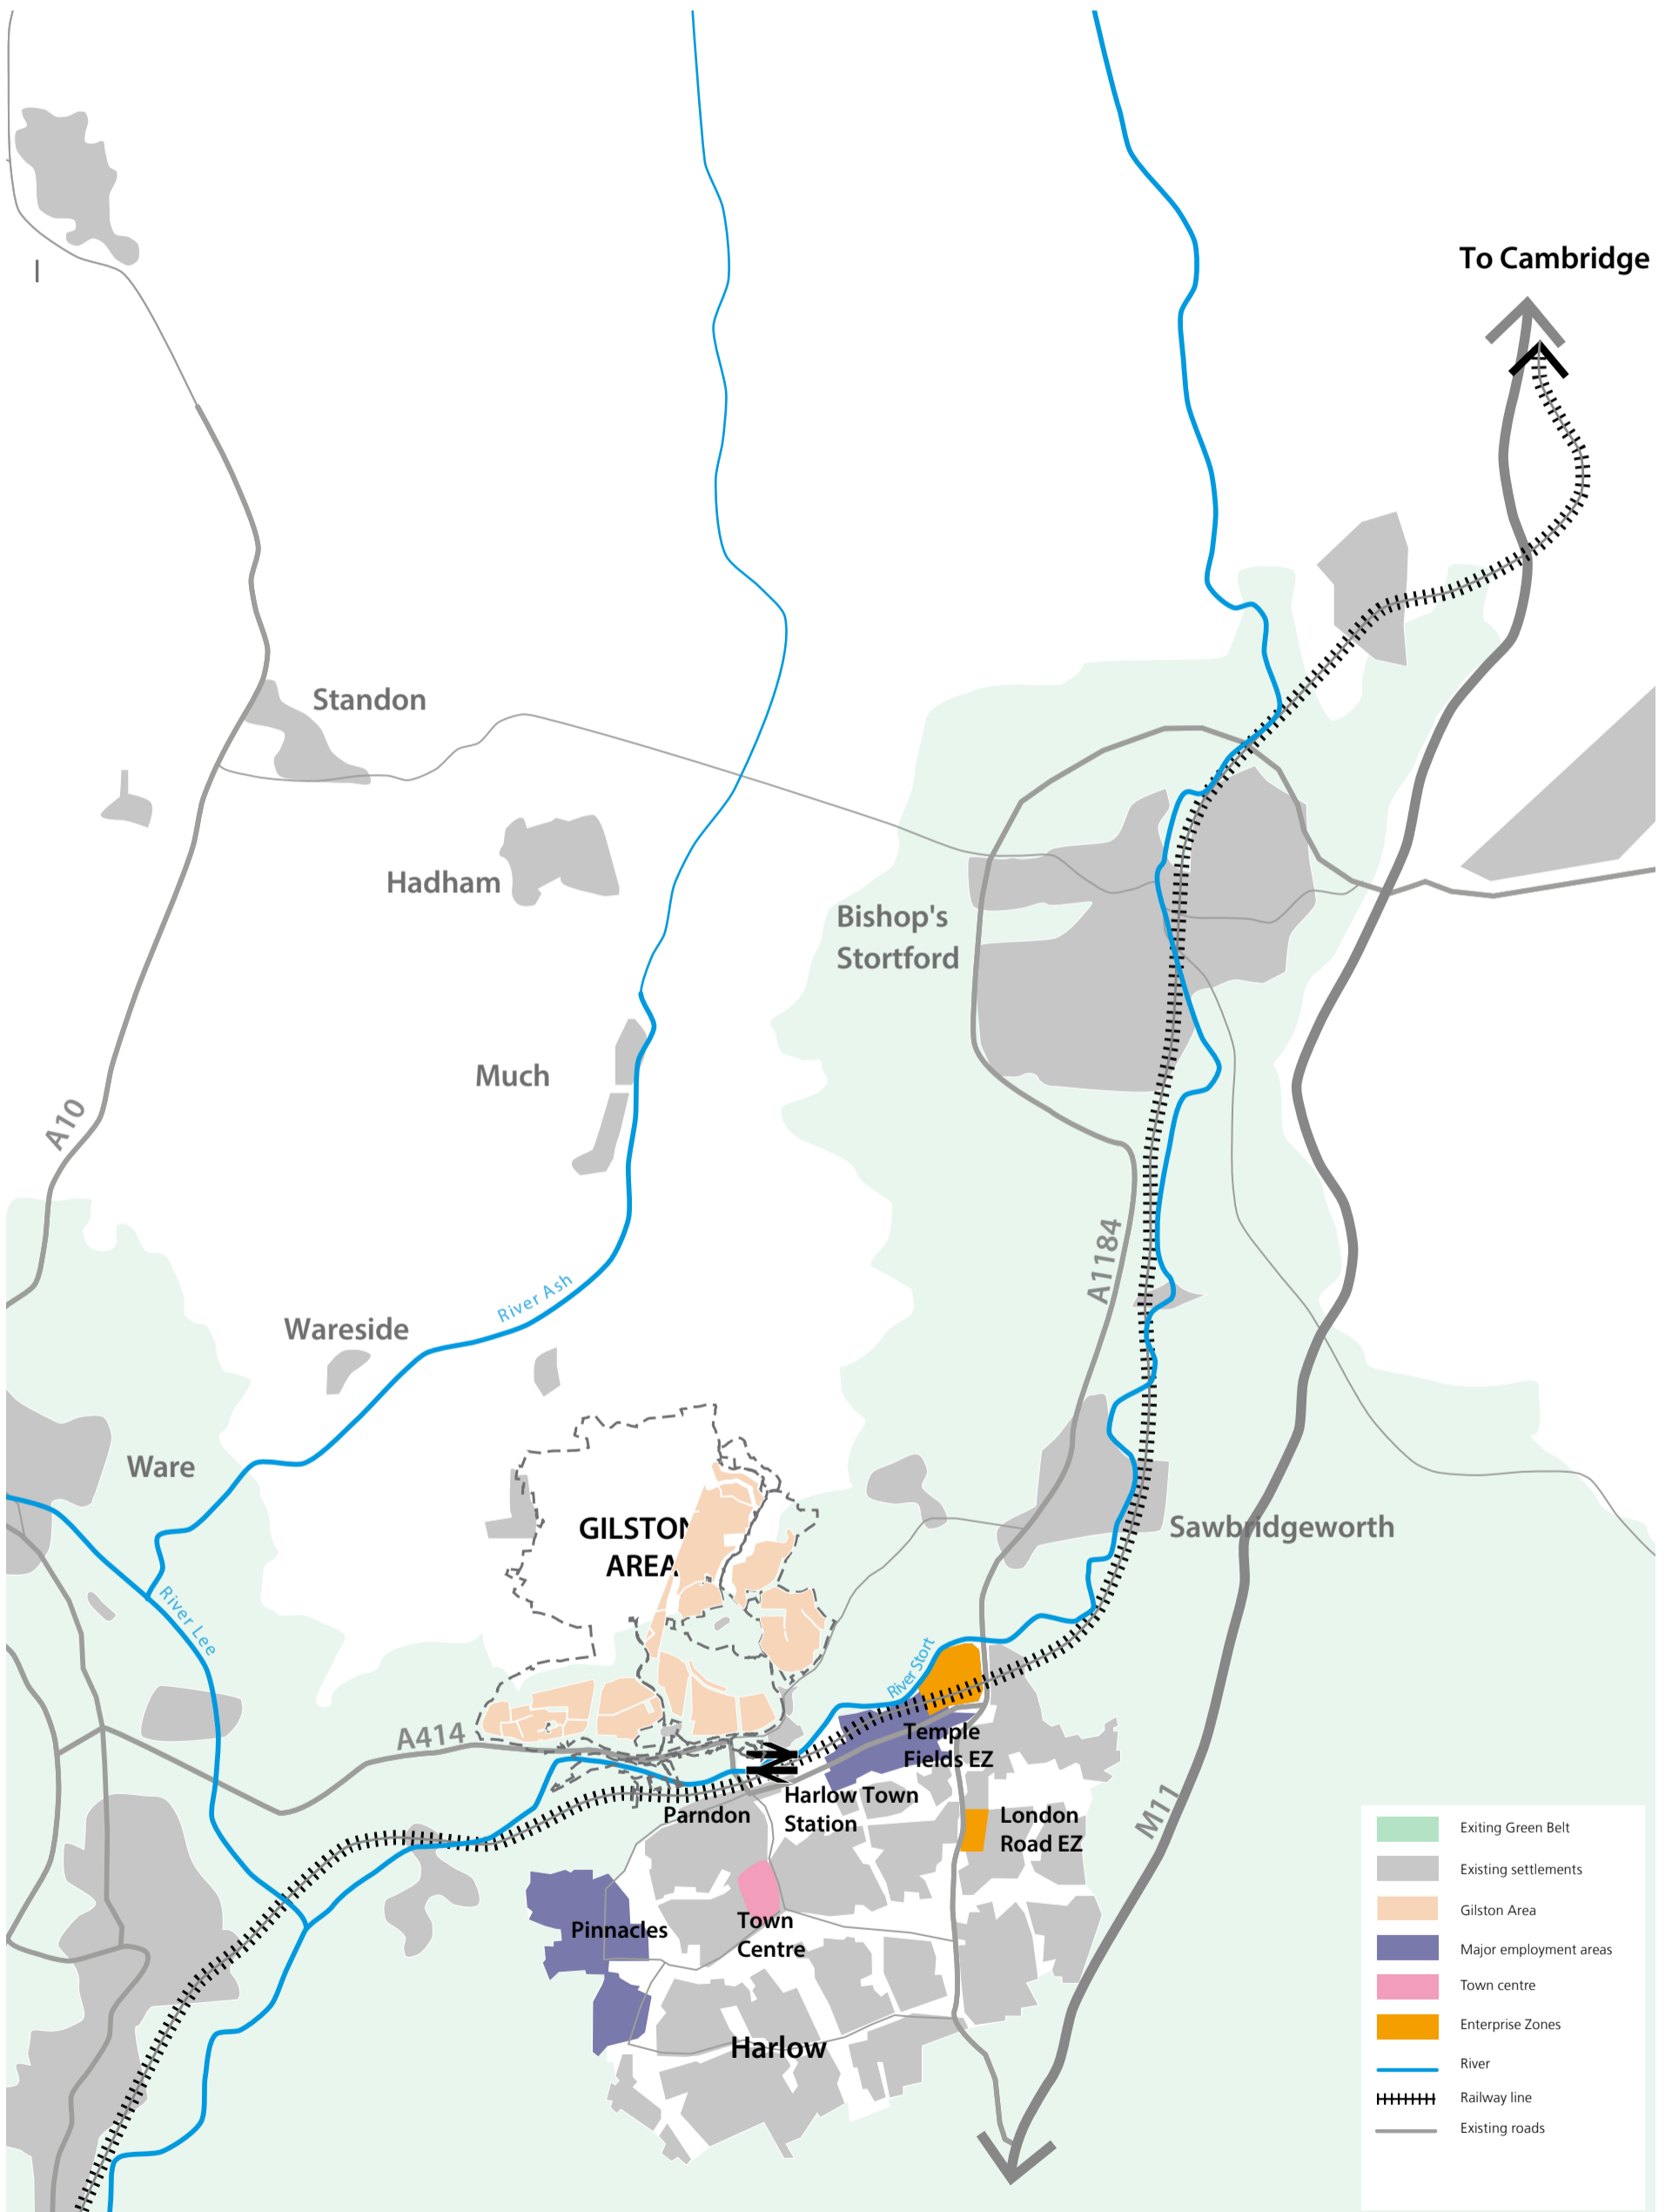 To Cambridge
l
Standon
Hadham
Bishop's
Stortford
Much
A10
A1184
River Ash
Wareside
Ware
GILSTON
AREA
Sawbridgeworth
River Lee
River Stort
A414
Temple
Fields EZ
Harlow Town
Station
Parndon
London
Road EZ
M11
Pinnacles
Town
Centre
Harlow
Exiting Green Belt
Existing settlements
Gilston Area
Major employment areas
Town centre
Enterprise Zones
River
Railway line
Existing roads